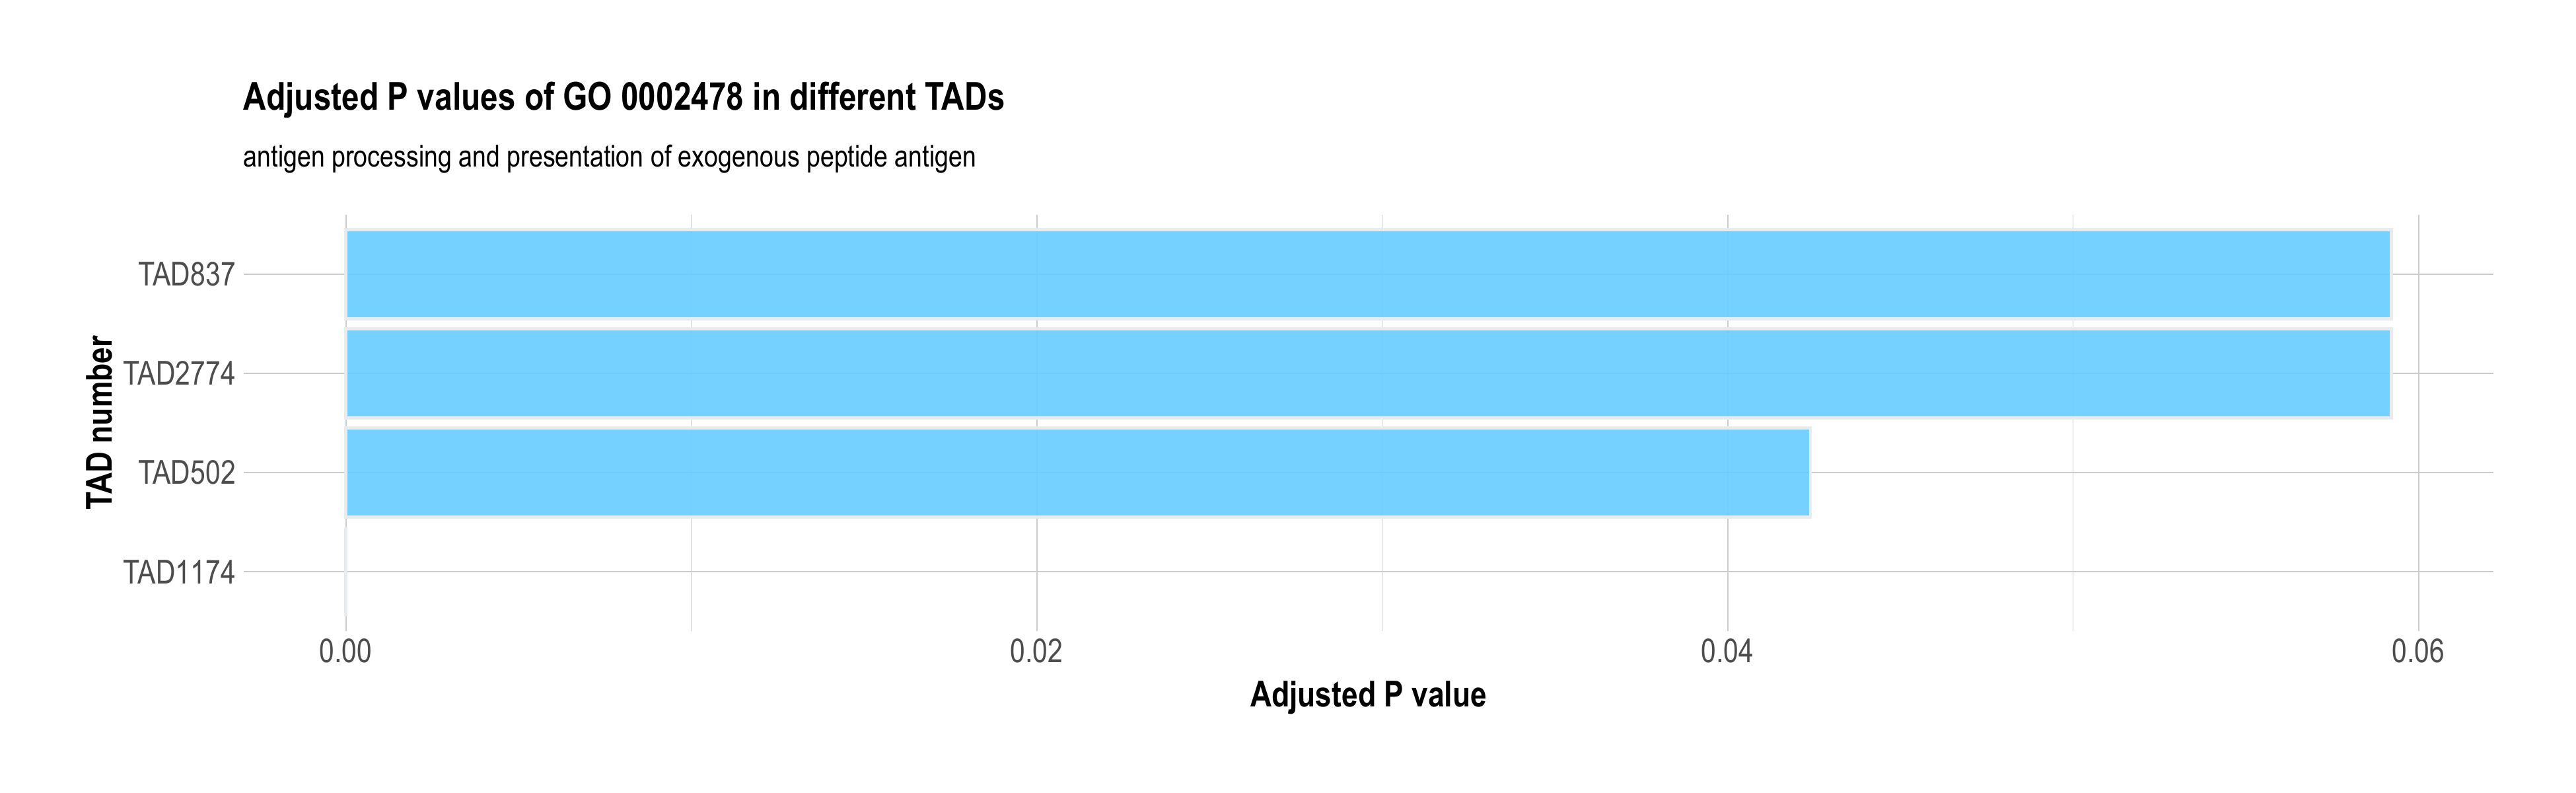 Adjusted P values of GO 0002478 in different TADs
antigen processing and presentation of exogenous peptide antigen
TAD number
TAD837
TAD2774
TAD502
TAD1174
0.00 0.02 0.04 0.06
Adjusted P value